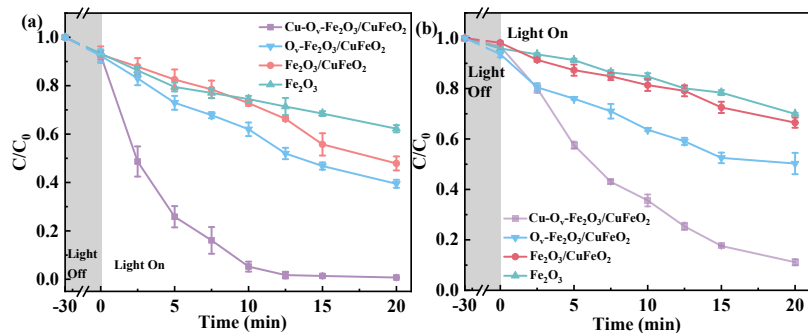 (a)
Cu-Oᵥ-Fe₂O₃/CuFeO₂
Oᵥ-Fe₂O₃/CuFeO₂
Fe₂O₃/CuFeO₂
Fe₂O₃
1.0
0.8
0.6
0.4
0.2
0.0
C/C₀
Light
Off
Light On
-30 0 5 10 15 20
Time (min)
(b)
Light On
Light
Off
1.0
0.8
0.6
0.4
0.2
0.0
C/C₀
Cu-Oᵥ-Fe₂O₃/CuFeO₂
Oᵥ-Fe₂O₃/CuFeO₂
Fe₂O₃/CuFeO₂
Fe₂O₃
-30 0 5 10 15 20
Time (min)